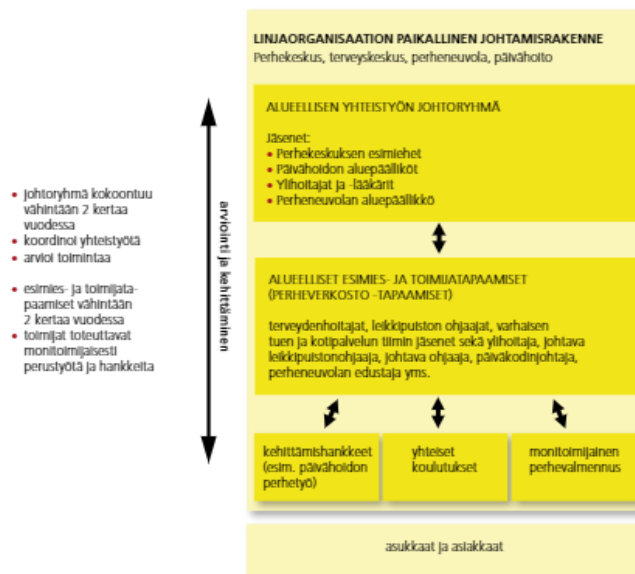 LINJAORGANISAATION PAIKALLINEN JOHTAMISRAKENNE
Perhekeskus, terveyskeskus, perheneuvola, päivähoito
ALUEELLISEN YHTEISTYÖN JOHTORYHMÄ
Jäsenet:
• Perhekeskuksen esimiehet
• Päivähoidon aluepäälliköt
• Ylihoitajat ja -lääkärit
• Perheneuvolan aluepäällikkö
• johtoryhmä kokoontuu
vähintään 2 kertaa
vuodessa
• koordinoi yhteistyötä
• arvioi toimintaa
• esimies- ja toimijata-
paamiset vähintään
2 kertaa vuodessa
• toimijat toteuttavat
monitoimijaisesti
perustyötä ja hankkeita
arviointi ja kehittäminen
ALUEELLISET ESIMIES- JA TOIMIJATAPAAMISET
(PERHEVERKOSTO -TAPAAMISET)
terveydenhoitajat, leikkipuiston ohjaajat, varhaisen
tuen ja kotipalvelun tiimin jäsenet sekä ylihoitaja, johtava
leikkipuistonohjaaja, johtava ohjaaja, päiväkodinjohtaja,
perheneuvolan edustaja yms.
kehittämishankkeet
(esim. päivähoidon
perhetyö)
yhteiset
koulutukset
monitoimijainen
perhevalmennus
asukkaat ja asiakkaat